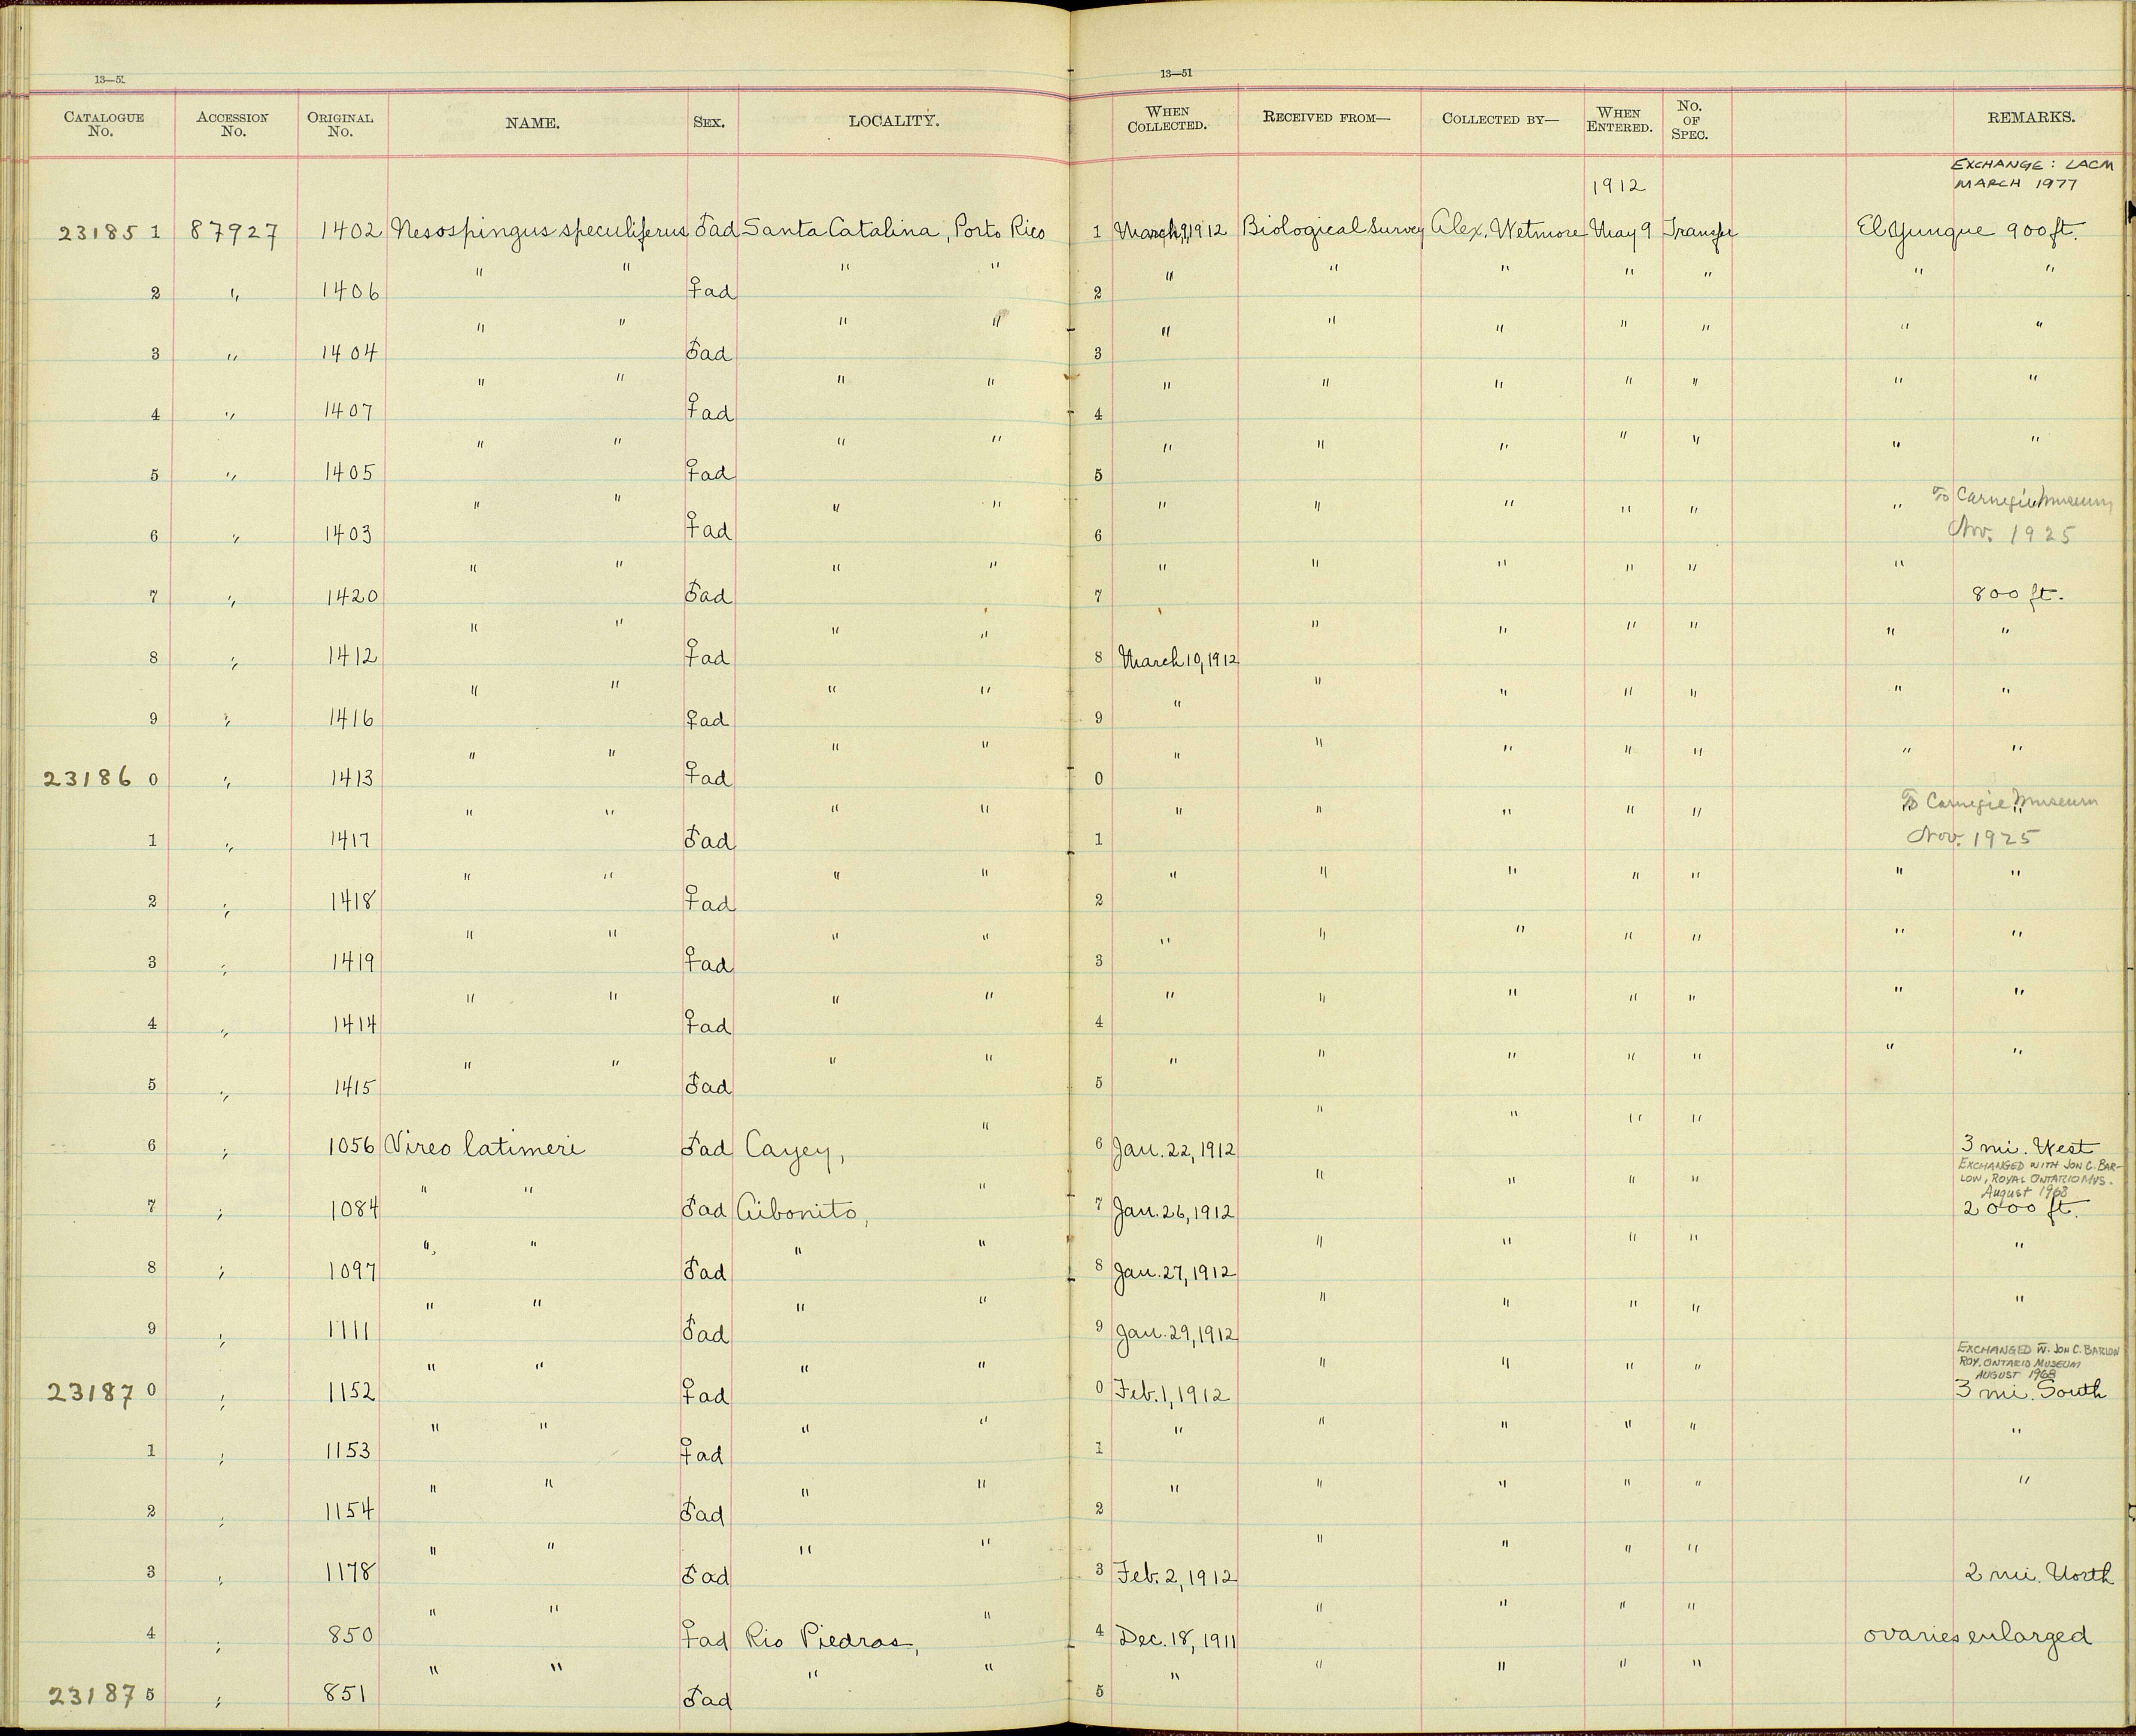 13—51
13—51
CATALOGUE No. ACCESSION No. ORIGINAL No. NAME. SEX. LOCALITY. WHEN COLLECTED. RECEIVED FROM— COLLECTED BY— WHEN ENTERED. No. OF SPEC. REMARKS.
EXCHANGE: LACM
1912 MARCH 1977
23185 1 87927 1402 Nesospingus speculiferus ♂ad Santa Catalina, Porto Rico 1 March 9, 1912 Biological Survey Alex. Wetmore May 9 Transfer El Yunque 900 ft.
2 " 1406 " " ♀ad " " 2 " " " " " " "
3 " 1404 " " ♂ad " " 3 " " " " " " "
4 " 1407 " " ♀ad " " 4 " " " " " " "
5 " 1405 " " ♀ad " " 5 " " " " " " "
6 " 1403 " " ♀ad " " 6 " " " " " " To Carnegie Museum
Nov. 1925
7 " 1420 " " ♂ad " " 7 " " " " " " 800 ft.
8 " 1412 " " ♀ad " " 8 March 10, 1912 " " " " " "
9 " 1416 " " ♀ad " " 9 " " " " " " "
23186 0 " 1413 " " ♀ad " " 0 " " " " " " "
1 " 1417 " " ♂ad " " 1 " " " " " To Carnegie Museum "
Nov. 1925
2 " 1418 " " ♀ad " " 2 " " " " " " "
3 " 1419 " " ♀ad " " 3 " " " " " " "
4 " 1414 " " ♀ad " " 4 " " " " " " "
5 " 1415 " " ♂ad " " 5 " " " " " " "
6 " 1056 Vireo latimeri ♂ad Cayey, " 6 Jan. 22, 1912 " " " " 3 mi. West
EXCHANGED WITH JON C. BAR-
LOW, ROYAL ONTARIO MUS.
August 1968
7 " 1084 " " ♂ad Aibonito, " 7 Jan. 26, 1912 " " " " 2000 ft.
8 " 1097 " " ♂ad " " 8 Jan. 27, 1912 " " " " "
9 " 1111 " " ♂ad " " 9 Jan. 29, 1912 " " " " "
EXCHANGED W. JON C. BARLOW
ROY. ONTARIO MUSEUM
AUGUST 1968
23187 0 " 1152 " " ♀ad " " 0 Feb. 1, 1912 " " " " 3 mi. South
1 " 1153 " " ♀ad " " 1 " " " " " "
2 " 1154 " " ♂ad " " 2 " " " " " "
3 " 1178 " " ♂ad " " 3 Feb. 2, 1912 " " " " 2 mi. North
4 " 850 " " ♀ad Rio Piedras, " 4 Dec. 18, 1911 " " " " ovaries enlarged
23187 5 " 851 " " ♂ad " " 5 " " " " "